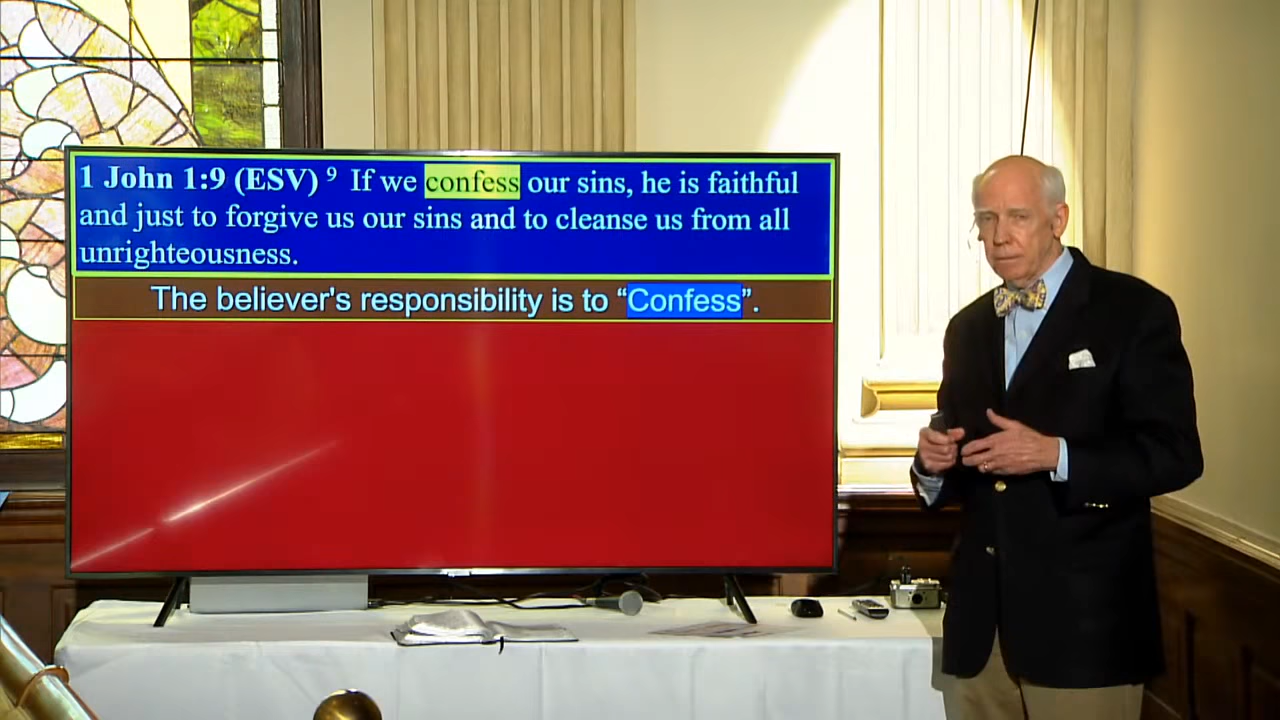 1 John 1:9 (ESV) 9 If we confess our sins, he is faithful
and just to forgive us our sins and to cleanse us from all
unrighteousness.
The believer's responsibility is to “Confess”.